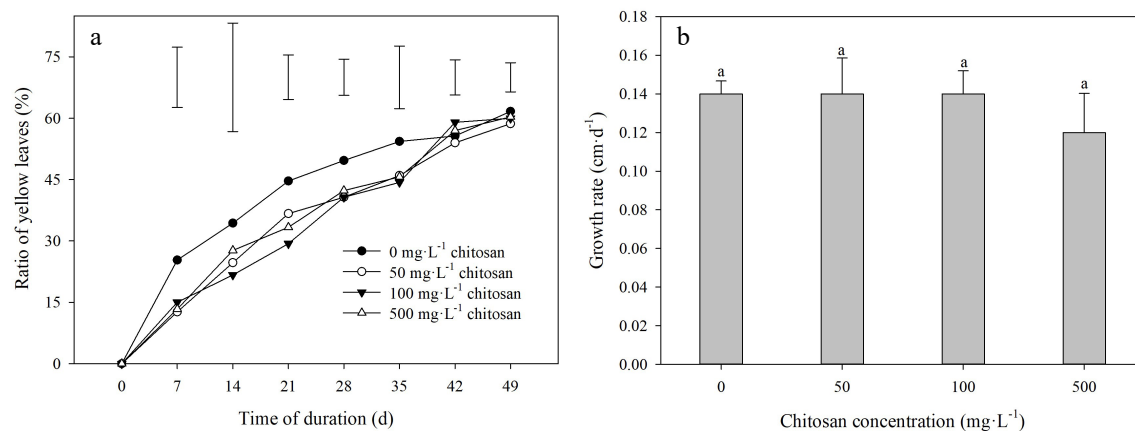 a
Ratio of yellow leaves (%)
75
60
45
30
15
0
0 mg·L⁻¹ chitosan
50 mg·L⁻¹ chitosan
100 mg·L⁻¹ chitosan
500 mg·L⁻¹ chitosan
0 7 14 21 28 35 42 49
Time of duration (d)
b
Growth rate (cm·d⁻¹)
0.18
0.16
0.14
0.12
0.10
0.08
0.06
0.04
0.02
0.00
a a a a
0 50 100 500
Chitosan concentration (mg·L⁻¹)